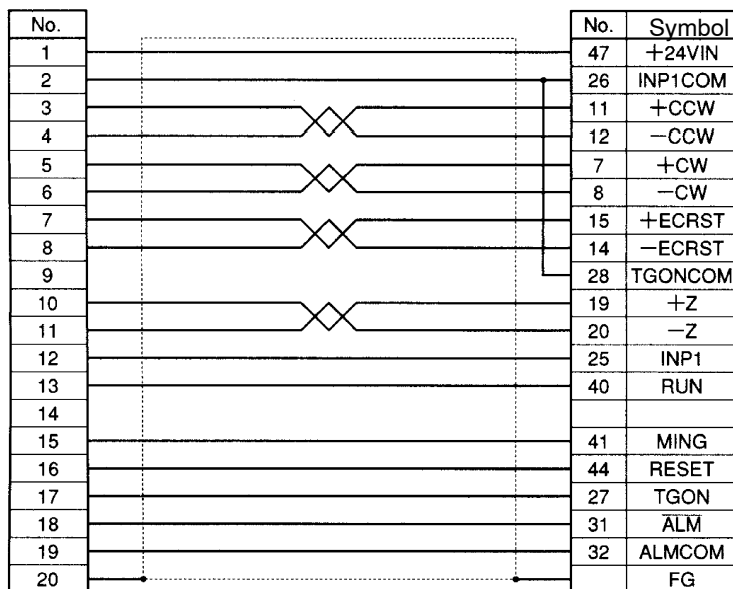 No. No. Symbol
1 47 +24VIN
2 26 INP1COM
3 11 +CCW
4 12 −CCW
5 7 +CW
6 8 −CW
7 15 +ECRST
8 14 −ECRST
9 28 TGONCOM
10 19 +Z
11 20 −Z
12 25 INP1
13 40 RUN
14
15 41 MING
16 44 RESET
17 27 TGON
18 31 A̅L̅M̅
19 32 ALMCOM
20 FG